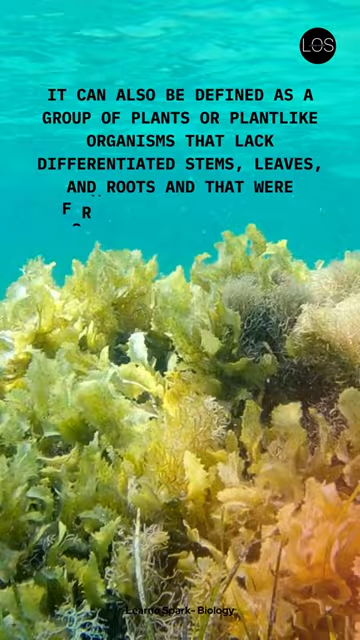 LOS
IT CAN ALSO BE DEFINED AS A
GROUP OF PLANTS OR PLANTLIKE
ORGANISMS THAT LACK
DIFFERENTIATED STEMS, LEAVES,
AND ROOTS AND THAT WERE
F R
Learno Spark- Biology